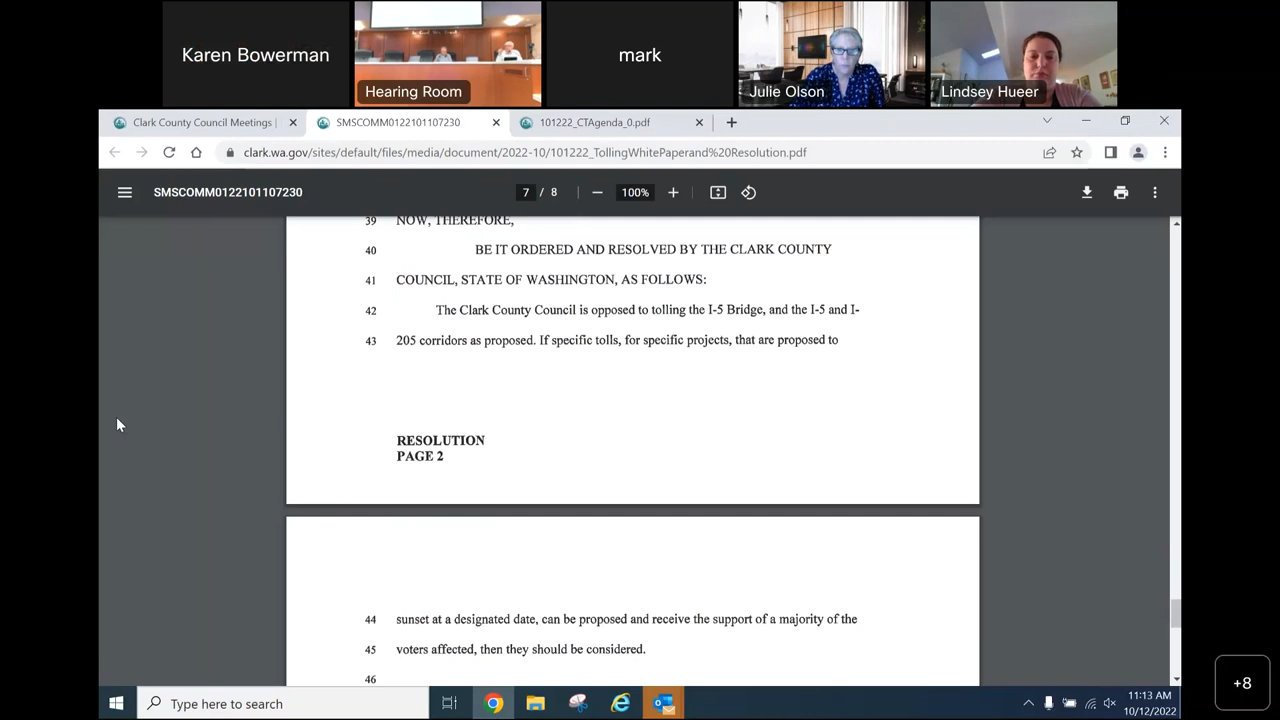 Karen Bowerman
Hearing Room
mark
Julie Olson
Lindsey Hueer
Clark County Council Meetings |
SMSCOMM0122101107230
101222_CTAgenda_0.pdf
clark.wa.gov/sites/default/files/media/document/2022-10/101222_TollingWhitePaperand%20Resolution.pdf
SMSCOMM0122101107230
7 / 8
100%
39 NOW, THEREFORE,
40 BE IT ORDERED AND RESOLVED BY THE CLARK COUNTY
41 COUNCIL, STATE OF WASHINGTON, AS FOLLOWS:
42 The Clark County Council is opposed to tolling the I-5 Bridge, and the I-5 and I-
43 205 corridors as proposed. If specific tolls, for specific projects, that are proposed to
RESOLUTION
PAGE 2
44 sunset at a designated date, can be proposed and receive the support of a majority of the
45 voters affected, then they should be considered.
46
Type here to search
11:13 AM
10/12/2022
+8